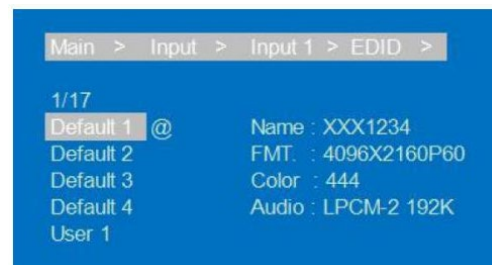 Main > Input > Input 1 > EDID >
1/17
Default 1 @ Name : XXX1234
Default 2 FMT. : 4096X2160P60
Default 3 Color : 444
Default 4 Audio : LPCM-2 192K
User 1